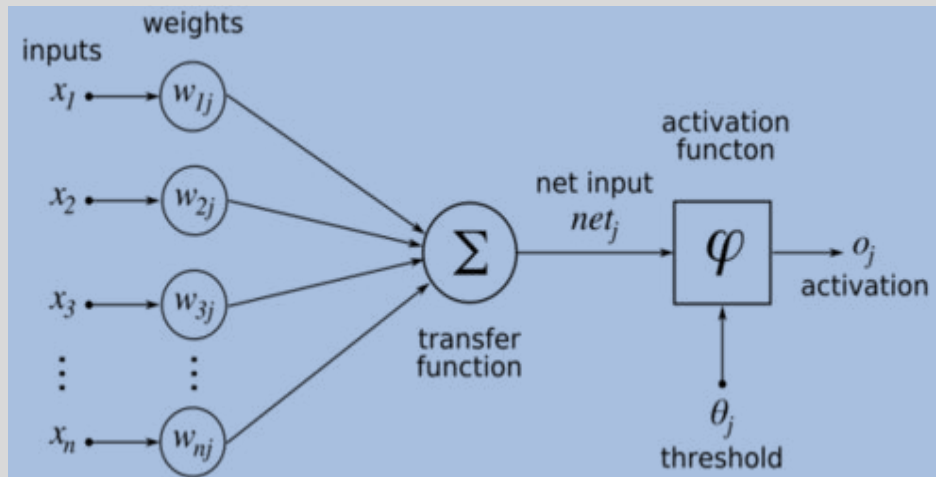 weights
inputs
x₁
w₁ⱼ
activation
functon
x₂
w₂ⱼ
net input
netⱼ
Σ
φ
oⱼ
activation
x₃
w₃ⱼ
transfer
function
⋮
⋮
xₙ
wₙⱼ
θⱼ
threshold